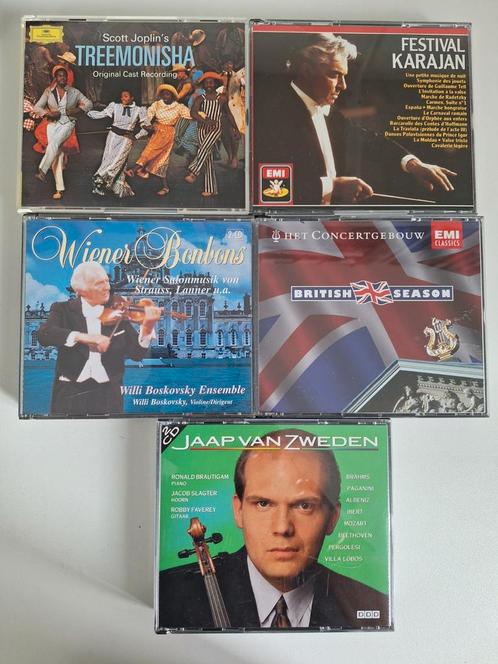 Deutsche
Grammophon
Scott Joplin's
TREEMONISHA
Original Cast Recording
FESTIVAL
KARAJAN
Une petite musique de nuit
Symphonie des jouets
Ouverture de Guillaume Tell
L'Invitation à la valse
Marche de Radetzky
Carmen, Suite nº1
España • Marche hongroise
Le Carnaval romain
Ouverture d'Orphée aux enfers
Barcarolle des Contes d'Hoffmann
La Traviata (prélude de l'acte III)
Danses Polovtsiennes du Prince Igor
La Moldau • Valse triste
Cavalerie légère
EMI
2-CD
Wiener Bonbons
Wiener Salonmusik von
Strauss, Lanner u.a.
Willi Boskovsky Ensemble
Willi Boskovsky, Violine/Dirigent
HET CONCERTGEBOUW
EMI
CLASSICS
BRITISH SEASON
2CD
JAAP VAN ZWEDEN
RONALD BRAUTIGAM
PIANO
JACOB SLAGTER
HOORN
ROBBY FAVEREY
GITAAR
BRAHMS
PAGANINI
ALBENIZ
IBERT
MOZART
BEETHOVEN
PERGOLESI
VILLA LOBOS
DDD